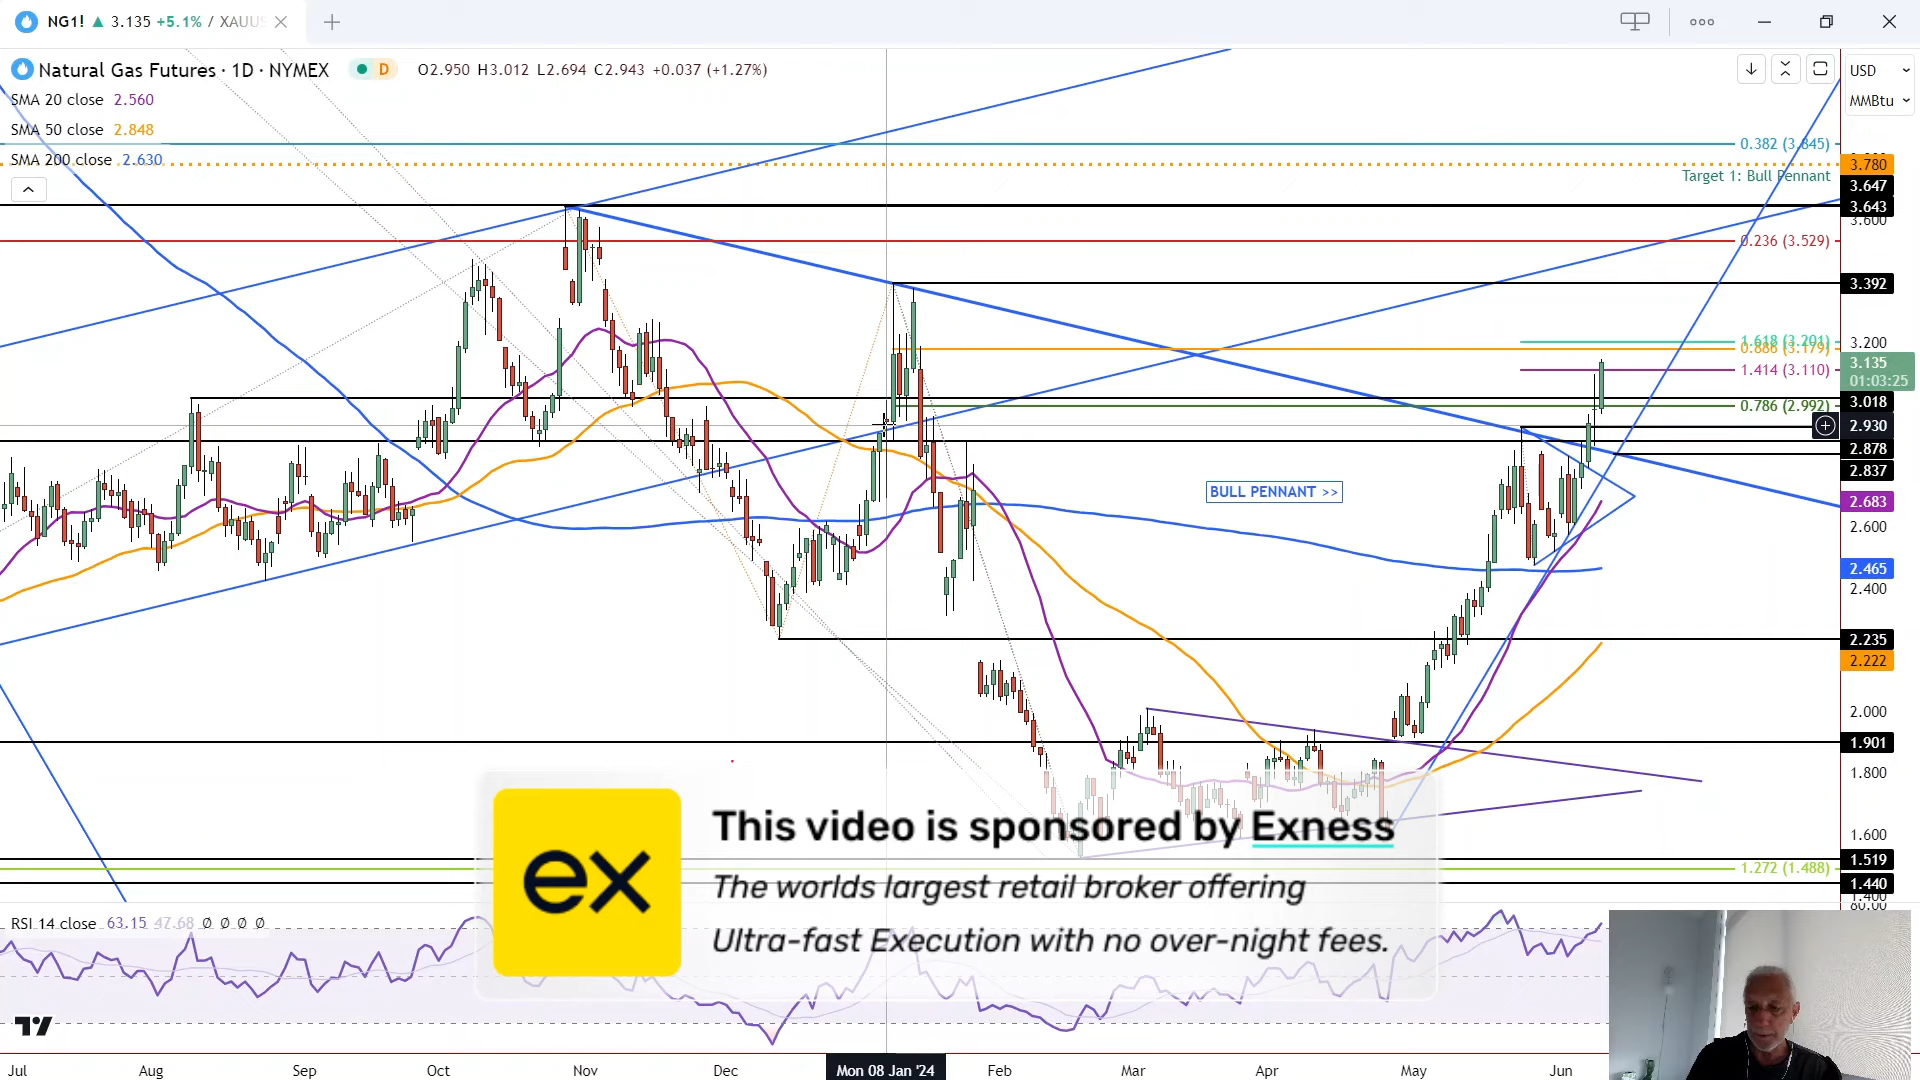 NG1! ▲ 3.135 +5.1% / XAUUS
Natural Gas Futures · 1D · NYMEX D O2.950 H3.012 L2.694 C2.943 +0.037 (+1.27%)
SMA 20 close 2.560
SMA 50 close 2.848
SMA 200 close 2.630
USD
MMBtu
0.382 (3.845)
3.780
Target 1: Bull Pennant
3.647
3.643
3.600
0.236 (3.529)
3.392
1.618 (3.201)
3.200
0.886 (3.179)
3.135
01:03:25
1.414 (3.110)
3.018
0.786 (2.992)
2.930
2.878
2.837
BULL PENNANT >>
2.683
2.600
2.465
2.400
2.235
2.222
2.000
1.901
1.800
1.600
1.519
1.272 (1.488)
1.440
1.400
80.00
ex
This video is sponsored by Exness
The worlds largest retail broker offering
Ultra-fast Execution with no over-night fees.
RSI 14 close 63.15 47.68 Ø Ø Ø Ø
Jul Aug Sep Oct Nov Dec Mon 08 Jan '24 Feb Mar Apr May Jun